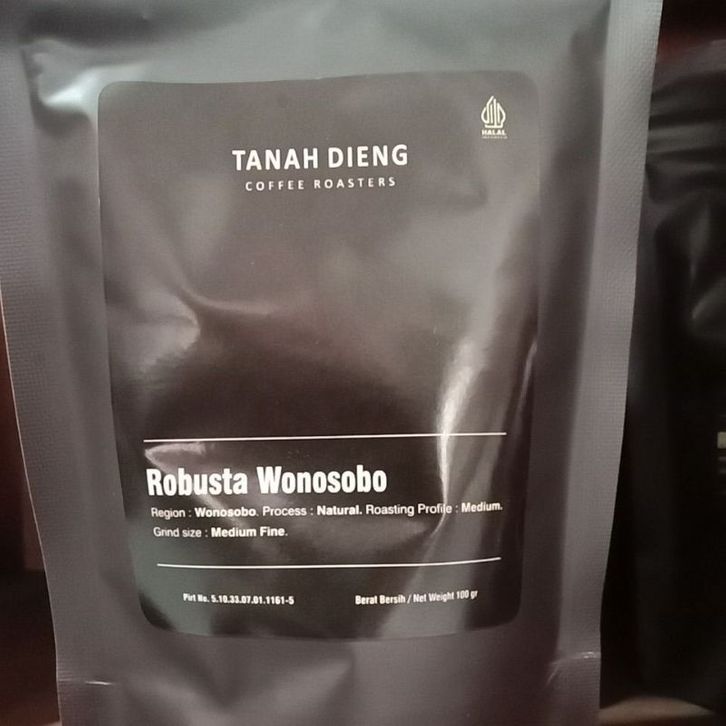 HALAL
INDONESIA
TANAH DIENG
COFFEE ROASTERS
Robusta Wonosobo
Region : Wonosobo. Process : Natural. Roasting Profile : Medium.
Grind size : Medium Fine.
Pirt No. 5.10.33.07.01.1161-5
Berat Bersih / Net Weight 100 gr